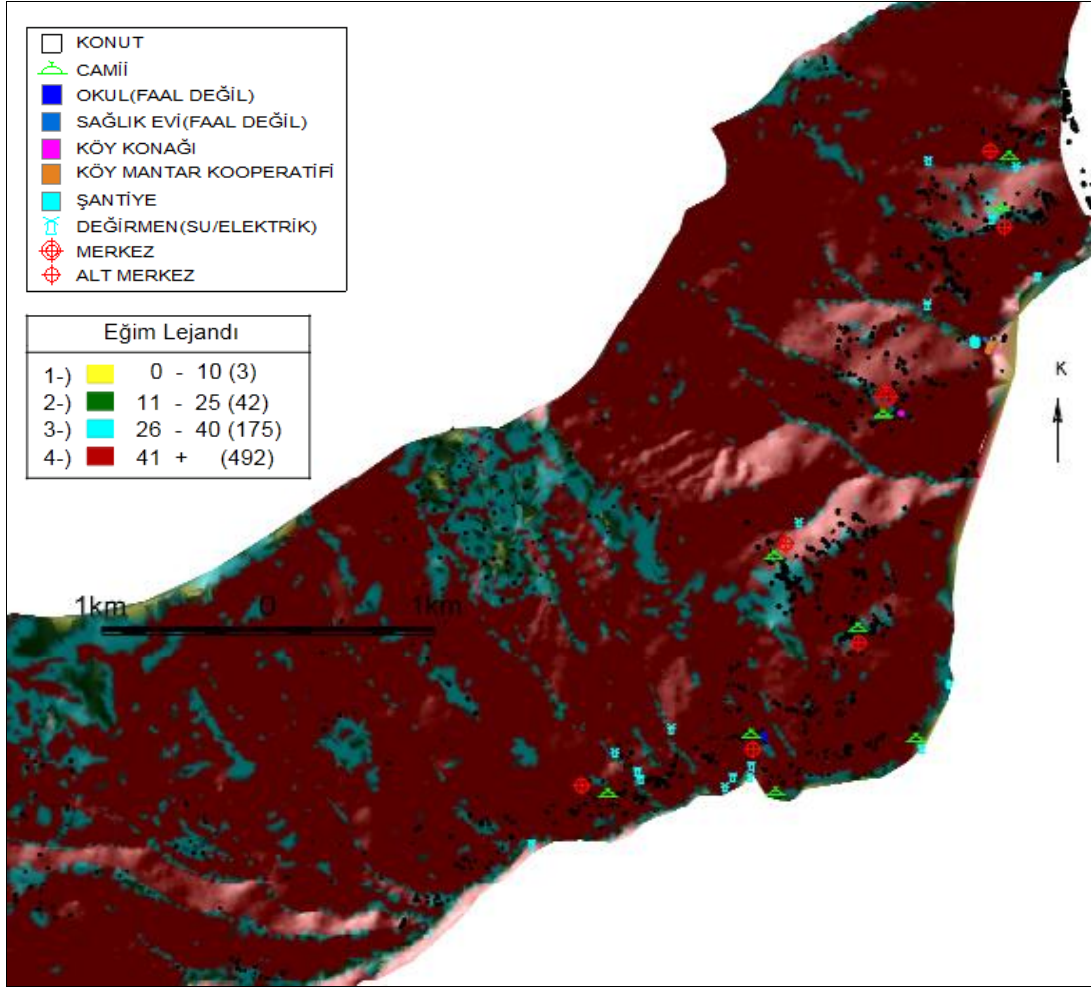 KONUT
CAMİİ
OKUL(FAAL DEĞİL)
SAĞLIK EVİ(FAAL DEĞİL)
KÖY KONAĞI
KÖY MANTAR KOOPERATİFİ
ŞANTİYE
DEĞİRMEN(SU/ELEKTRİK)
MERKEZ
ALT MERKEZ
Eğim Lejandı
1-) 0 - 10 (3)
2-) 11 - 25 (42)
3-) 26 - 40 (175)
4-) 41 + (492)
K
1km 0 1km